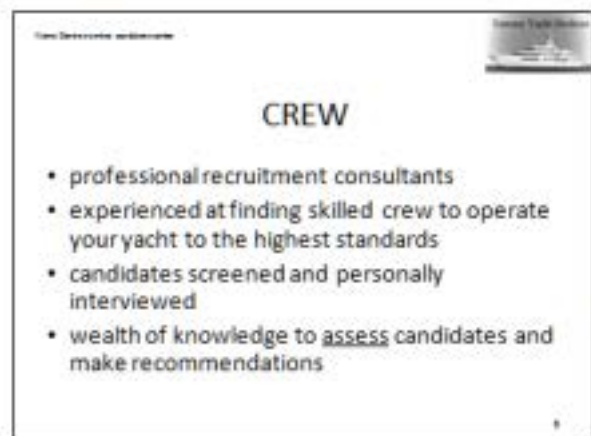 CREW
• professional recruitment consultants
• experienced at finding skilled crew to operate
your yacht to the highest standards
• candidates screened and personally
interviewed
• wealth of knowledge to assess candidates and
make recommendations